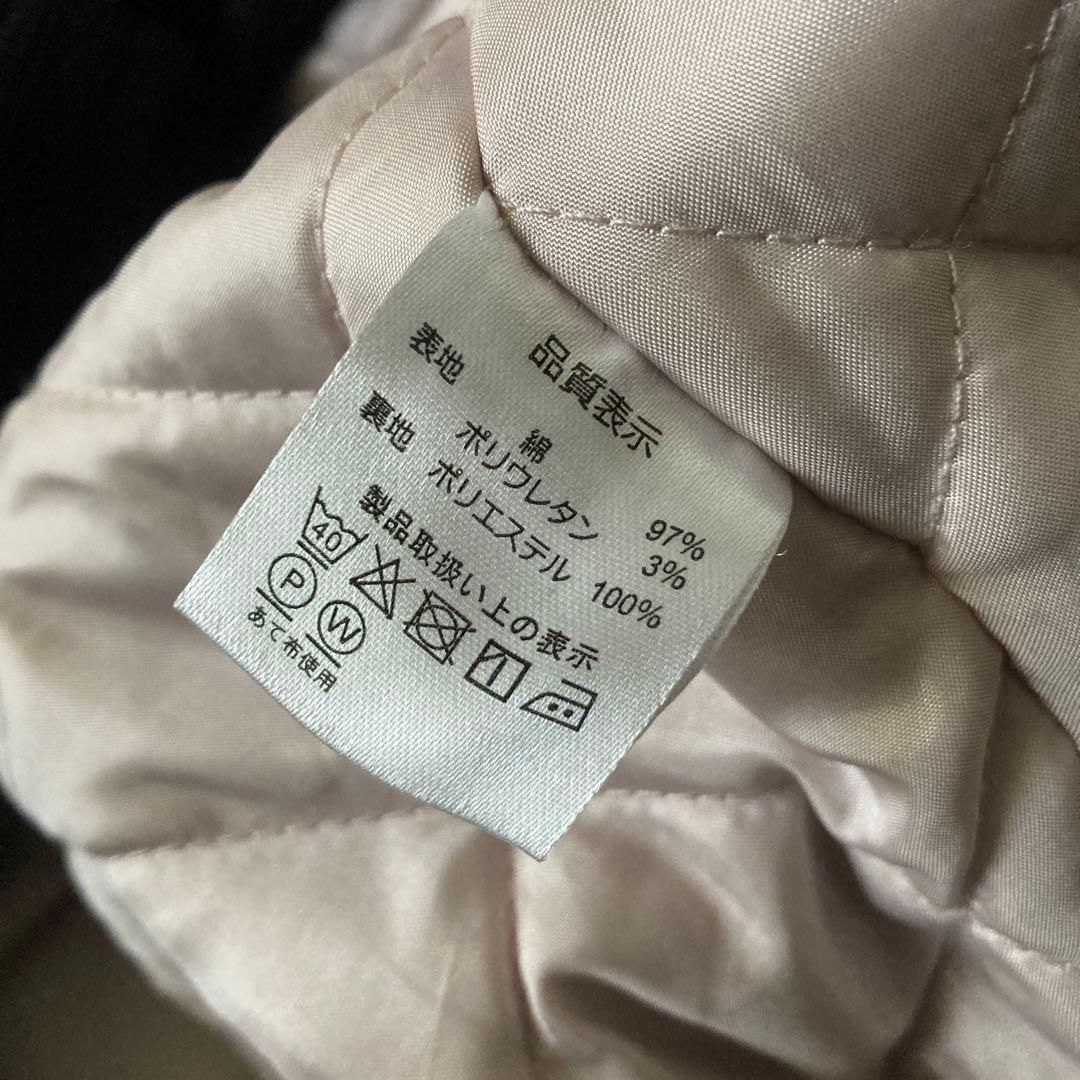 品質表示
表地 綿 97%
ポリウレタン 3%
裏地 ポリエステル 100%
製品取扱い上の表示
40
P W
あて布使用